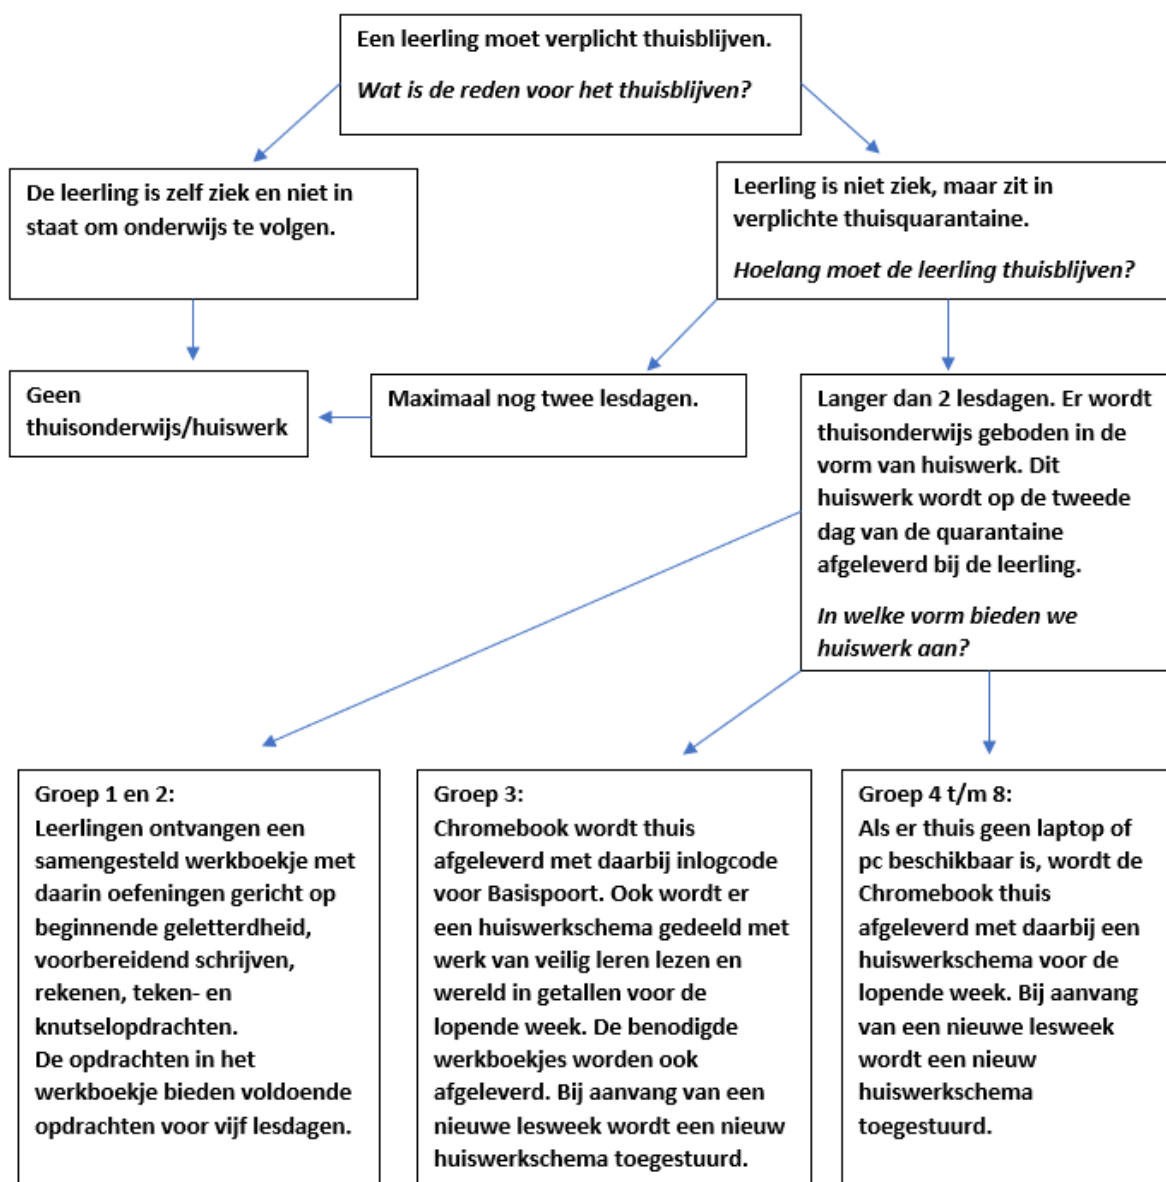 Een leerling moet verplicht thuisblijven.
Wat is de reden voor het thuisblijven?
De leerling is zelf ziek en niet in
staat om onderwijs te volgen.
Leerling is niet ziek, maar zit in
verplichte thuisquarantaine.
Hoelang moet de leerling thuisblijven?
Geen
thuisonderwijs/huiswerk
Maximaal nog twee lesdagen.
Langer dan 2 lesdagen. Er wordt
thuisonderwijs geboden in de
vorm van huiswerk. Dit
huiswerk wordt op de tweede
dag van de quarantaine
afgeleverd bij de leerling.
In welke vorm bieden we
huiswerk aan?
Groep 1 en 2:
Leerlingen ontvangen een
samengesteld werkboekje met
daarin oefeningen gericht op
beginnende geletterdheid,
voorbereidend schrijven,
rekenen, teken- en
knutselopdrachten.
De opdrachten in het
werkboekje bieden voldoende
opdrachten voor vijf lesdagen.
Groep 3:
Chromebook wordt thuis
afgeleverd met daarbij inlogcode
voor Basispoort. Ook wordt er
een huiswerkschema gedeeld met
werk van veilig leren lezen en
wereld in getallen voor de
lopende week. De benodigde
werkboekjes worden ook
afgeleverd. Bij aanvang van een
nieuwe lesweek wordt een nieuw
huiswerkschema toegestuurd.
Groep 4 t/m 8:
Als er thuis geen laptop of
pc beschikbaar is, wordt de
Chromebook thuis
afgeleverd met daarbij een
huiswerkschema voor de
lopende week. Bij aanvang
van een nieuwe lesweek
wordt een nieuw
huiswerkschema
toegestuurd.